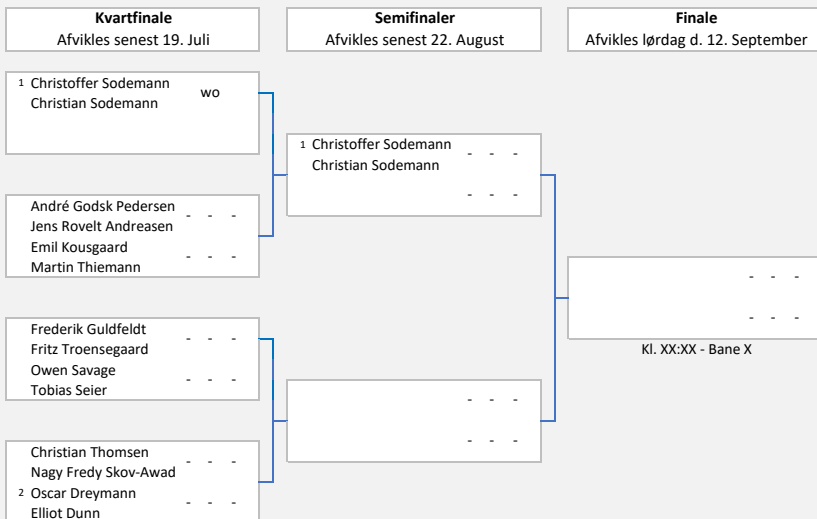 Kvartfinale
Afvikles senest 19. Juli
Semifinaler
Afvikles senest 22. August
Finale
Afvikles lørdag d. 12. September
1 Christoffer Sodemann
Christian Sodemann
wo
André Godsk Pedersen - - -
Jens Rovelt Andreasen
Emil Kousgaard - - -
Martin Thiemann
Frederik Guldfeldt - - -
Fritz Troensegaard
Owen Savage - - -
Tobias Seier
Christian Thomsen - - -
Nagy Fredy Skov-Awad
2 Oscar Dreymann - - -
Elliot Dunn
1 Christoffer Sodemann - - -
Christian Sodemann
- - -
- - -
- - -
- - -
- - -
Kl. XX:XX - Bane X